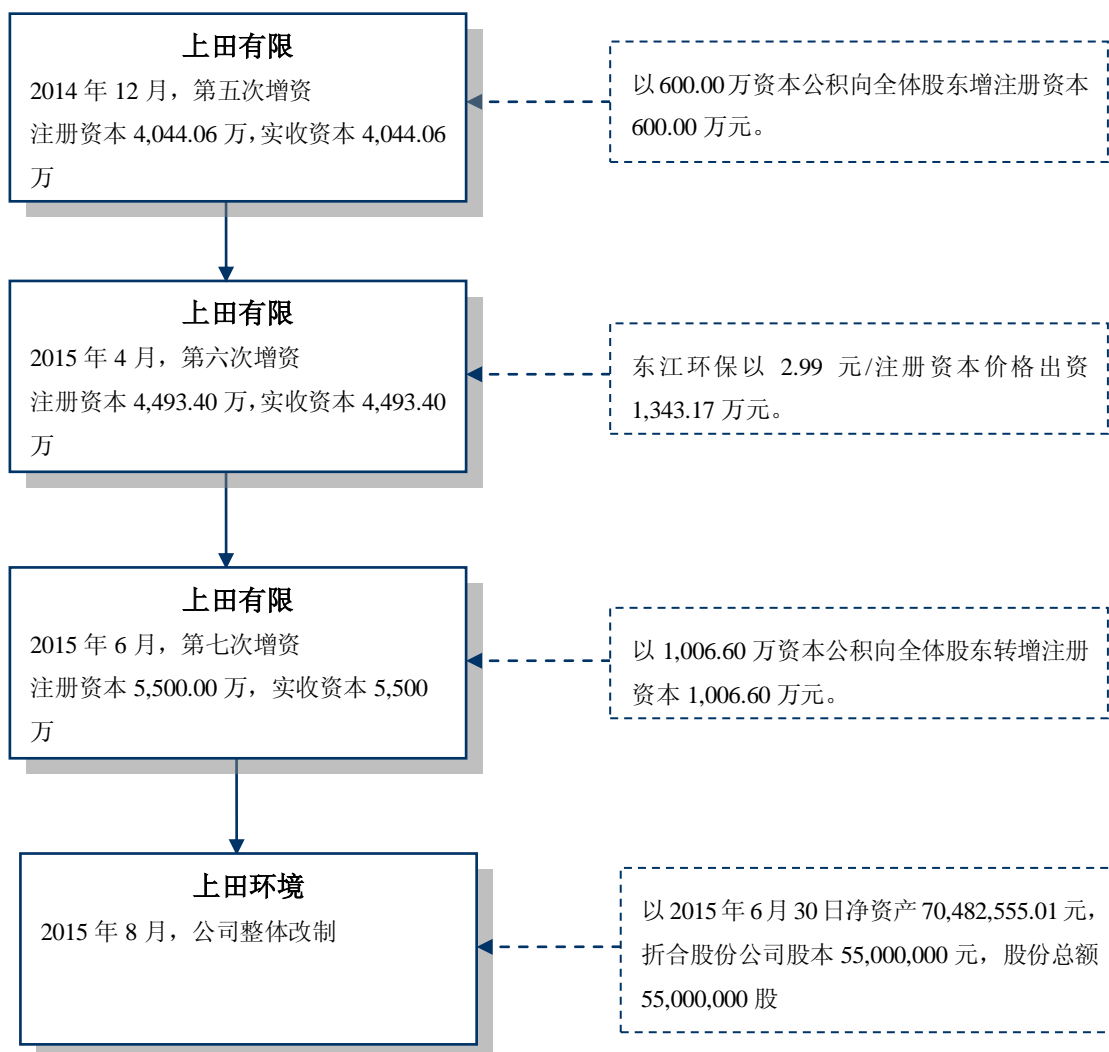 上田有限
2014 年 12 月，第五次增资
注册资本 4,044.06 万，实收资本 4,044.06
万
以 600.00 万资本公积向全体股东增注册资本
600.00 万元。
上田有限
2015 年 4 月，第六次增资
注册资本 4,493.40 万，实收资本 4,493.40
万
东江环保以 2.99 元/注册资本价格出资
1,343.17 万元。
上田有限
2015 年 6 月，第七次增资
注册资本 5,500.00 万，实收资本 5,500
万
以 1,006.60 万资本公积向全体股东转增注册
资本 1,006.60 万元。
上田环境
2015 年 8 月，公司整体改制
以 2015 年 6 月 30 日净资产 70,482,555.01 元，
折合股份公司股本 55,000,000 元，股份总额
55,000,000 股